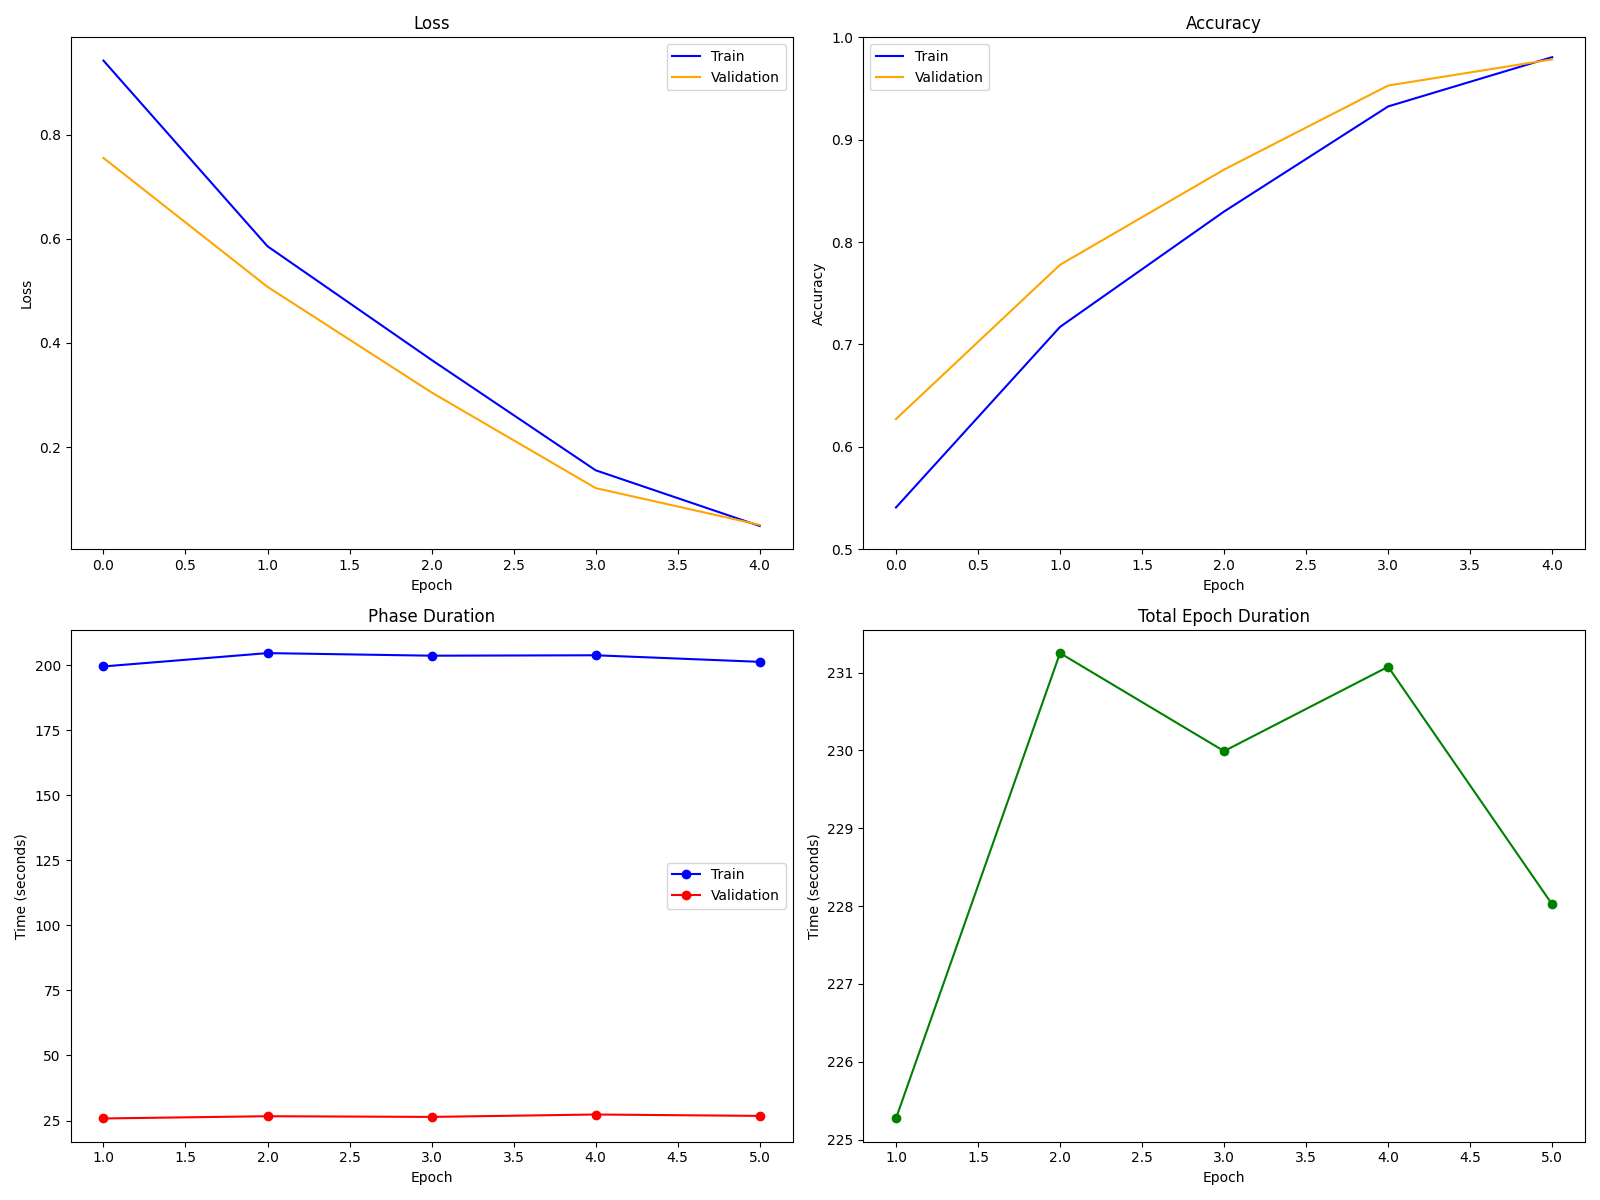 Loss
Train
Validation
0.8
0.6
0.4
0.2
Loss
0.0 0.5 1.0 1.5 2.0 2.5 3.0 3.5 4.0
Epoch
Accuracy
Train
Validation
1.0
0.9
0.8
0.7
0.6
0.5
Accuracy
0.0 0.5 1.0 1.5 2.0 2.5 3.0 3.5 4.0
Epoch
Phase Duration
200
175
150
125
100
75
50
25
Time (seconds)
Train
Validation
1.0 1.5 2.0 2.5 3.0 3.5 4.0 4.5 5.0
Epoch
Total Epoch Duration
231
230
229
228
227
226
225
Time (seconds)
1.0 1.5 2.0 2.5 3.0 3.5 4.0 4.5 5.0
Epoch